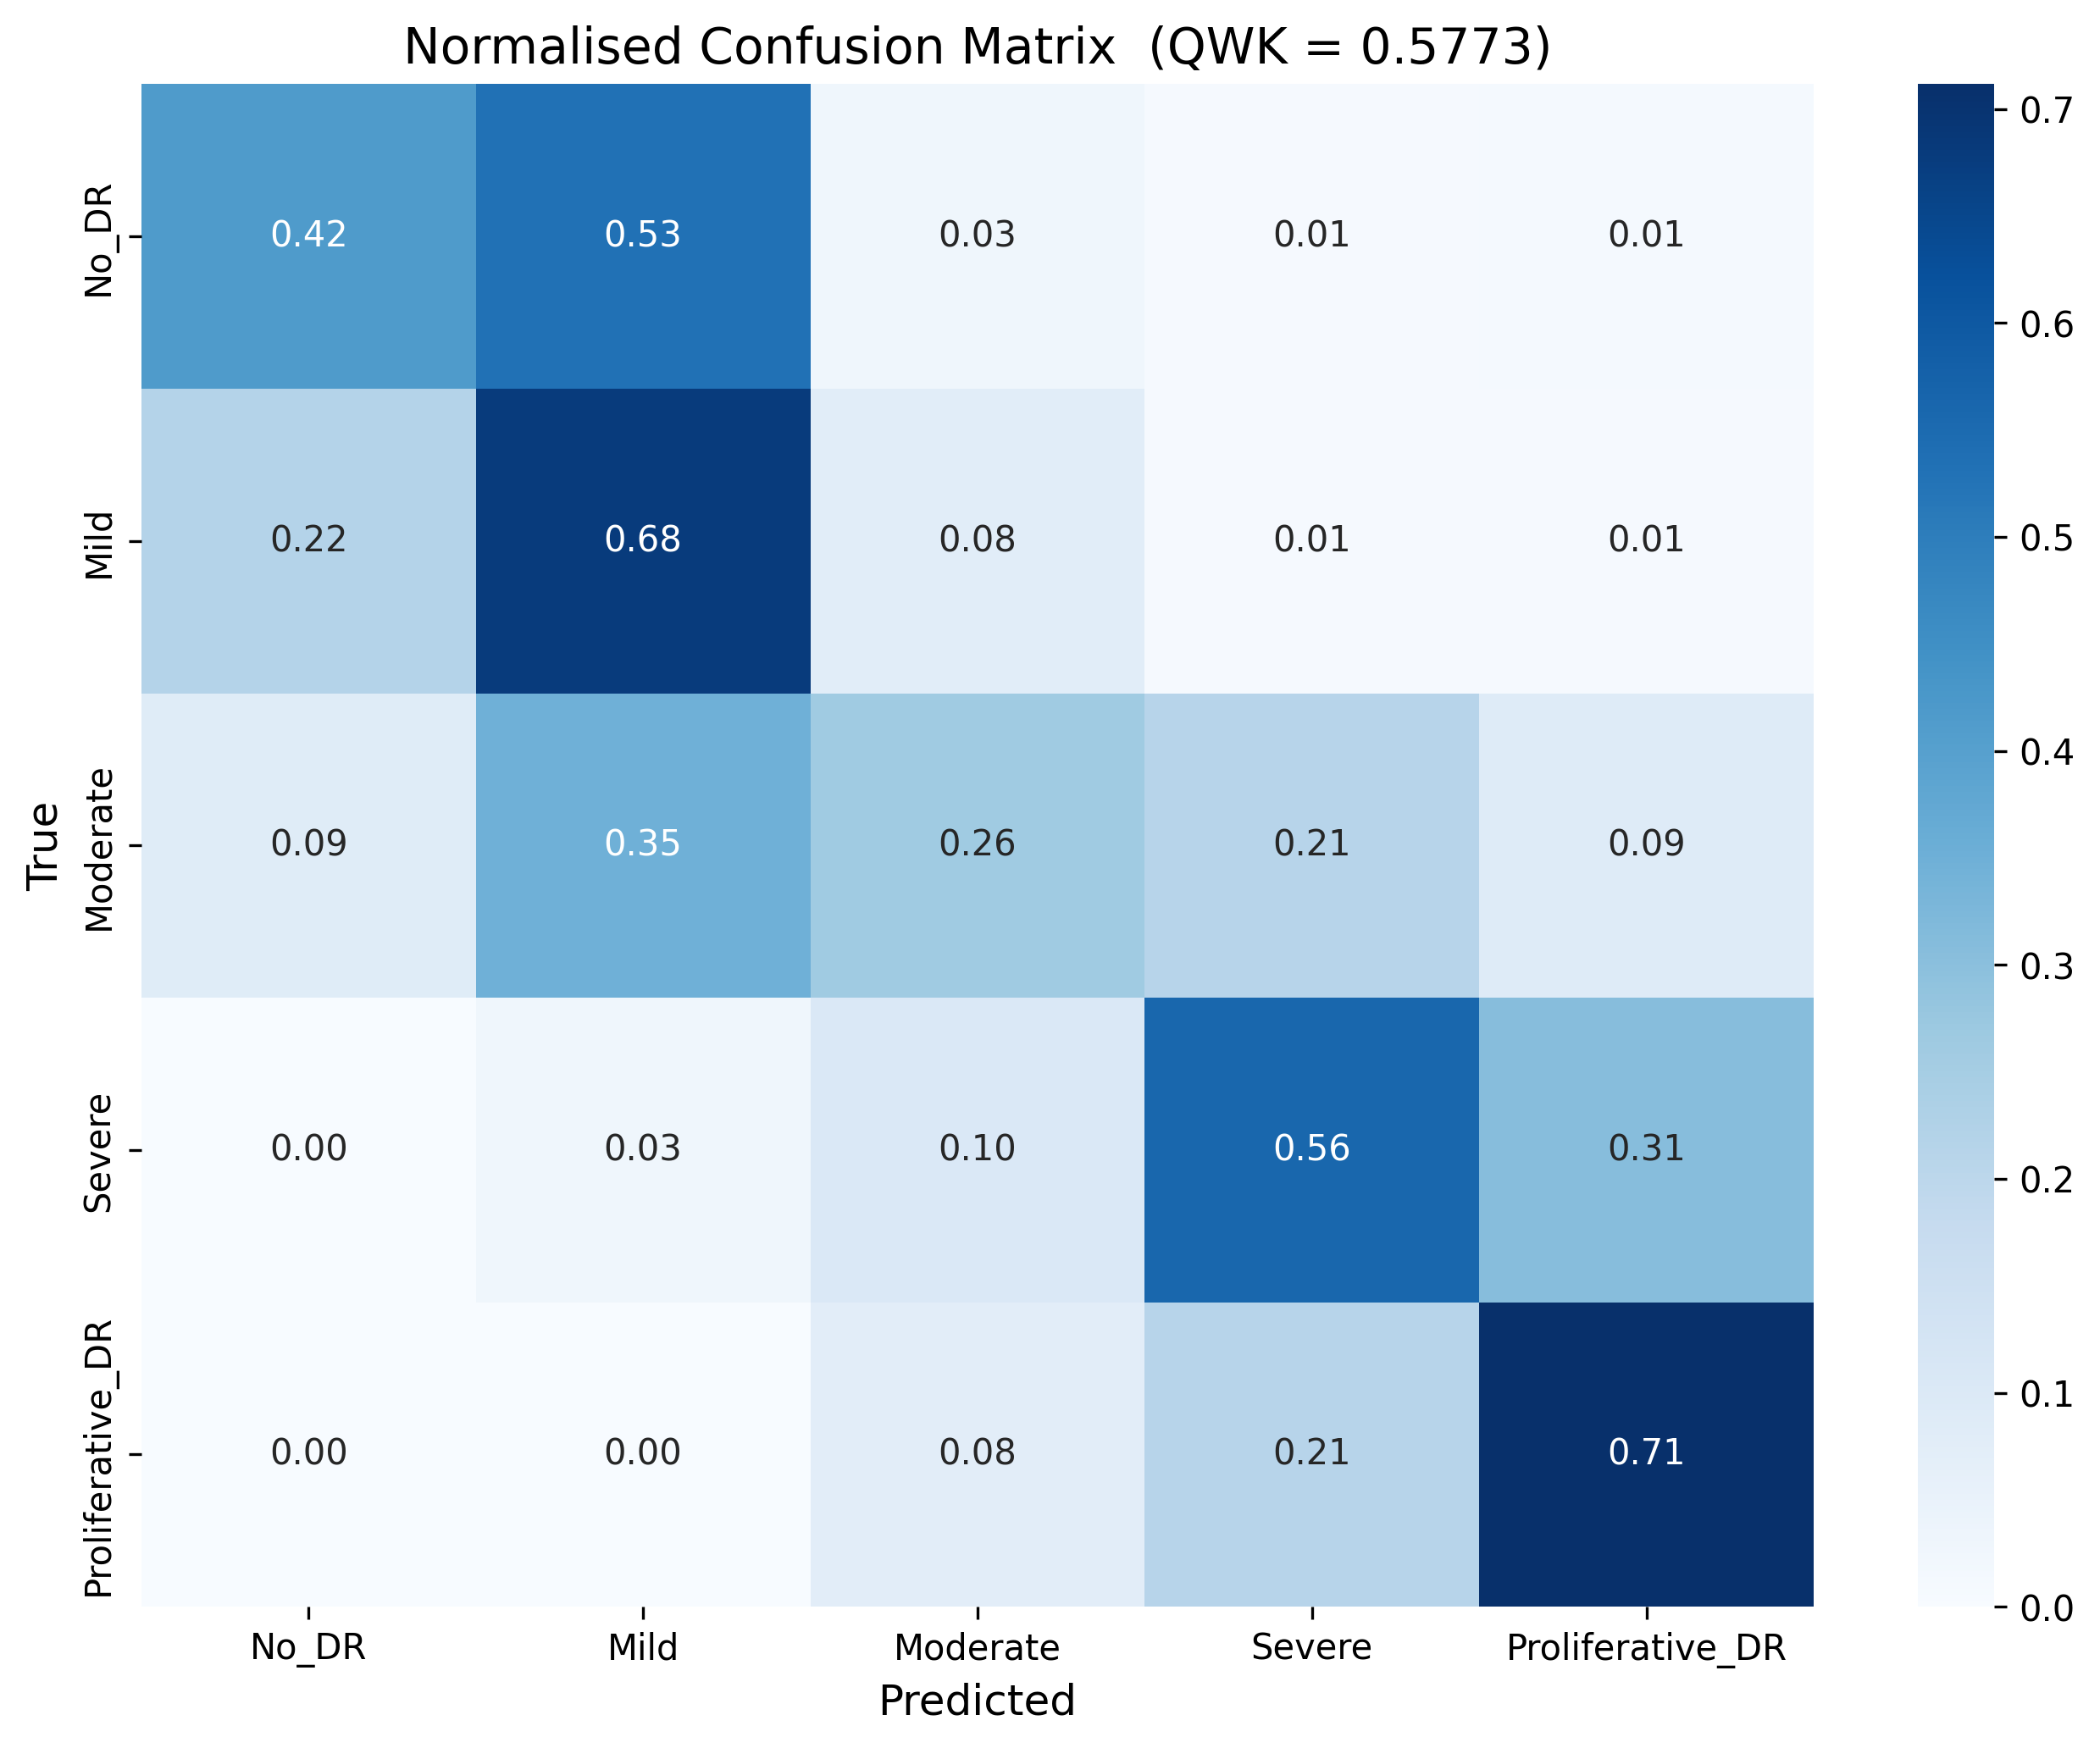 Normalised Confusion Matrix (QWK = 0.5773)
True
No_DR 0.42 0.53 0.03 0.01 0.01
Mild 0.22 0.68 0.08 0.01 0.01
Moderate 0.09 0.35 0.26 0.21 0.09
Severe 0.00 0.03 0.10 0.56 0.31
Proliferative_DR 0.00 0.00 0.08 0.21 0.71
No_DR Mild Moderate Severe Proliferative_DR
Predicted
0.7
0.6
0.5
0.4
0.3
0.2
0.1
0.0